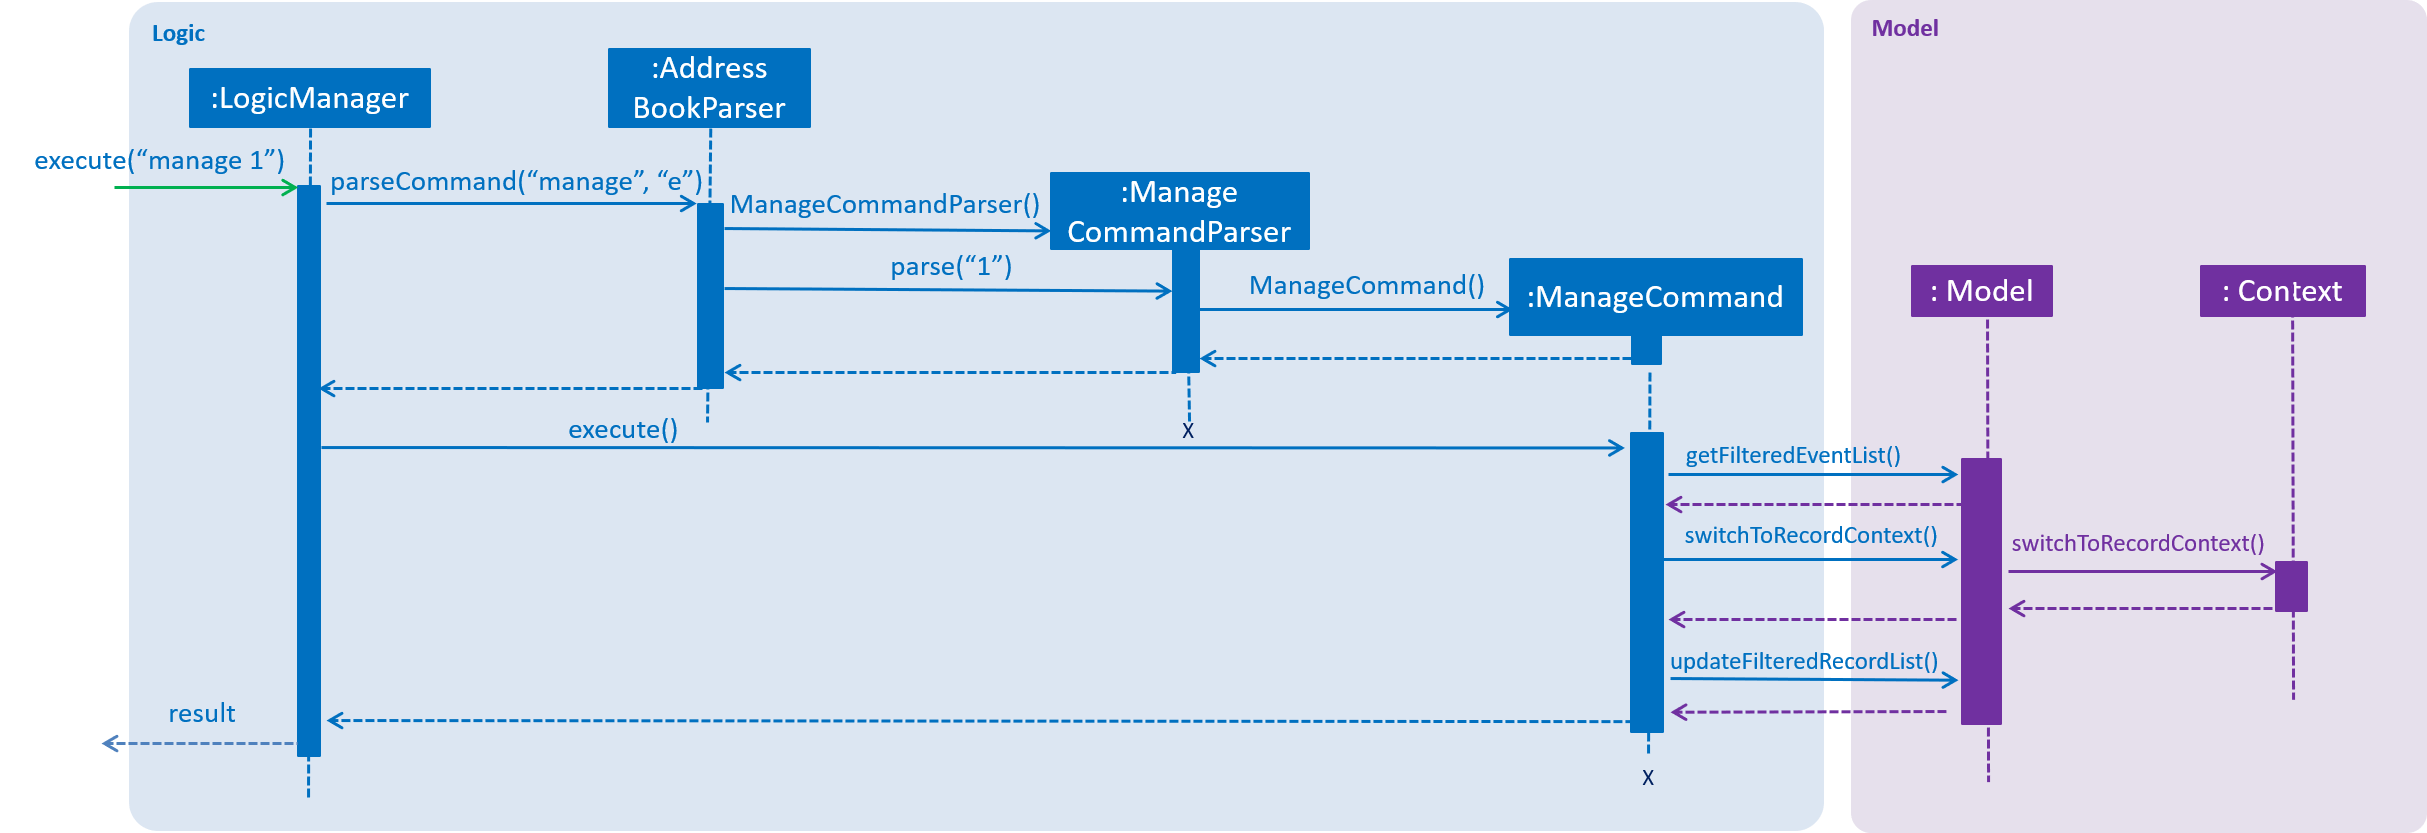 Logic
Model
:LogicManager
:Address
BookParser
execute(“manage 1”)
parseCommand(“manage”, “e”)
ManageCommandParser()
:Manage
CommandParser
parse(“1”)
ManageCommand()
:ManageCommand
: Model
: Context
execute()
X
getFilteredEventList()
switchToRecordContext()
switchToRecordContext()
updateFilteredRecordList()
result
X